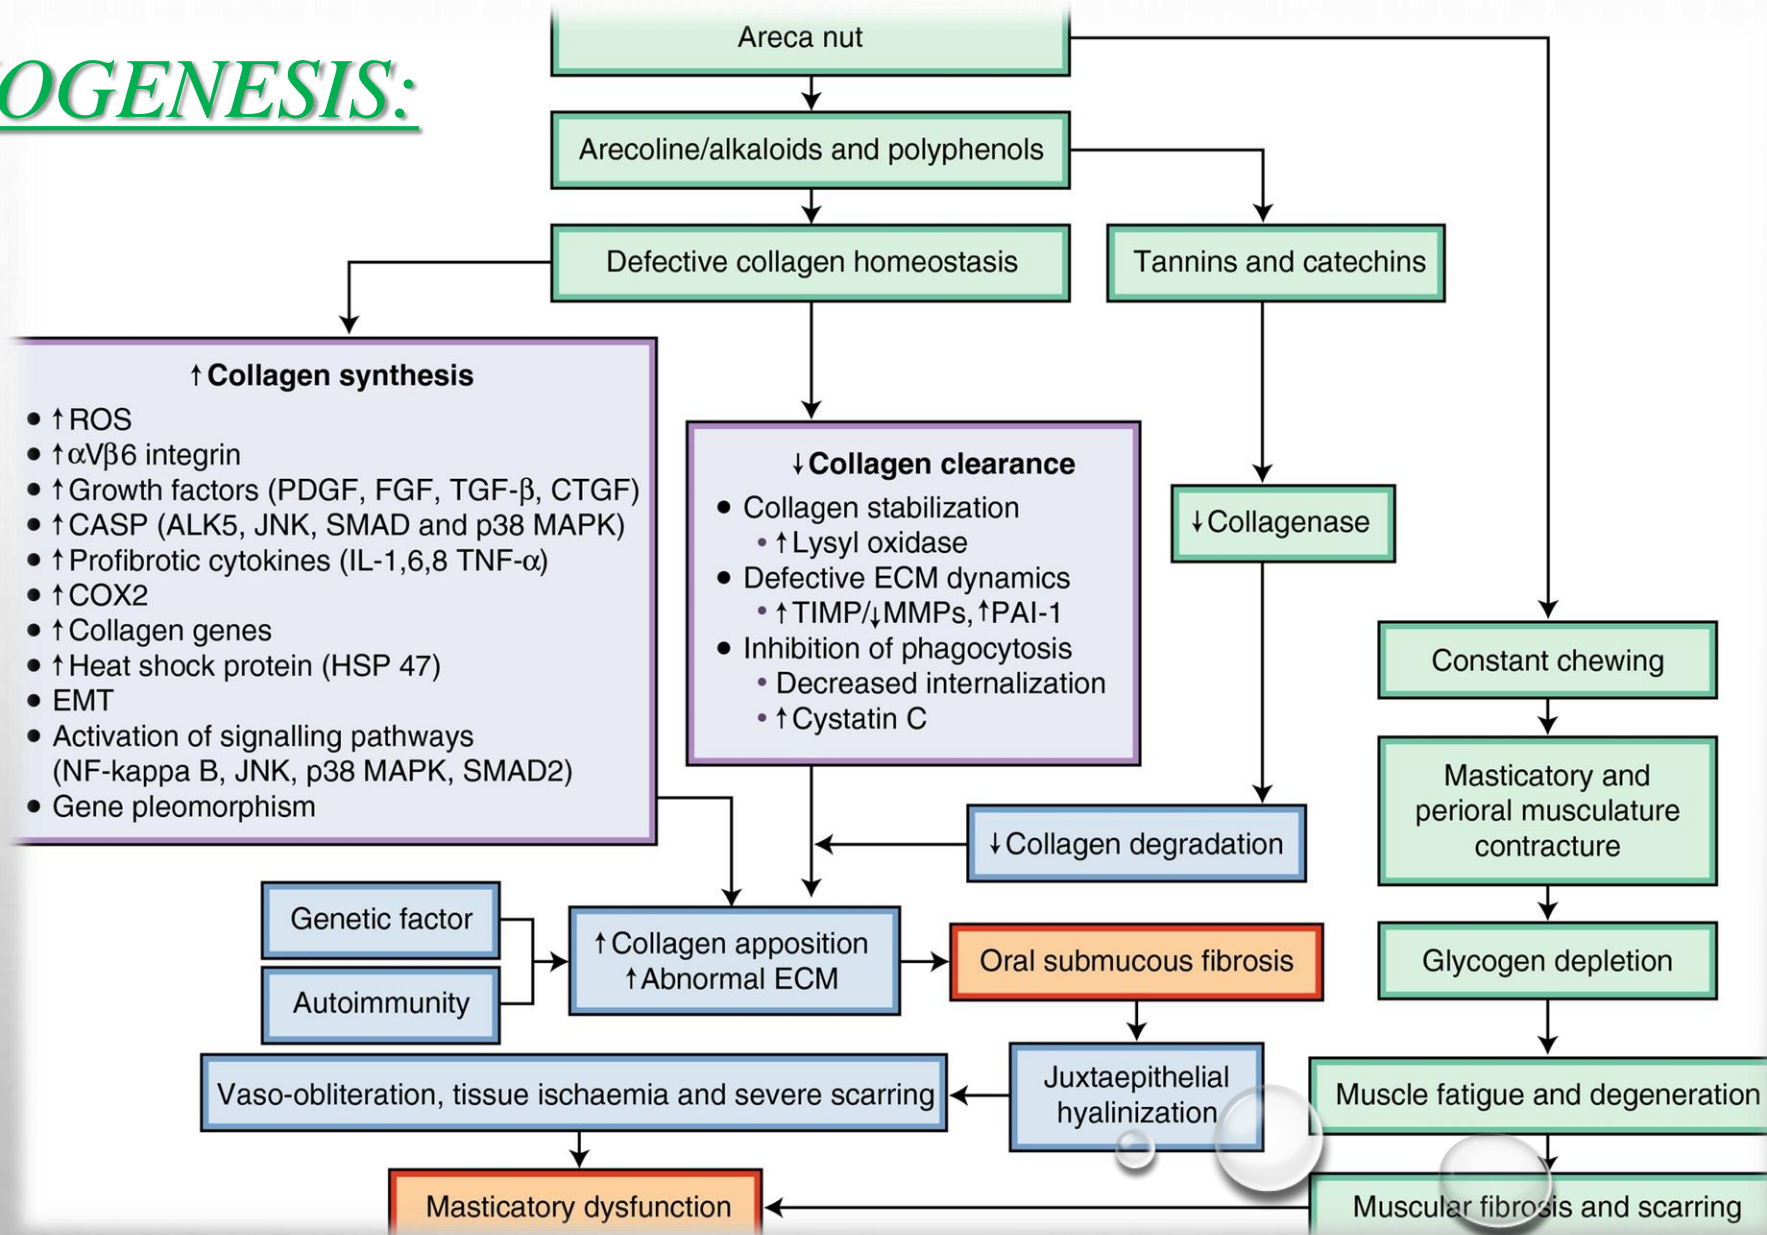 OGENESIS:
Areca nut
Arecoline/alkaloids and polyphenols
Defective collagen homeostasis
Tannins and catechins
↑Collagen synthesis
• ↑ROS
• ↑αVβ6 integrin
• ↑Growth factors (PDGF, FGF, TGF-β, CTGF)
• ↑CASP (ALK5, JNK, SMAD and p38 MAPK)
• ↑Profibrotic cytokines (IL-1,6,8 TNF-α)
• ↑COX2
• ↑Collagen genes
• ↑Heat shock protein (HSP 47)
• EMT
• Activation of signalling pathways
(NF-kappa B, JNK, p38 MAPK, SMAD2)
• Gene pleomorphism
↓Collagen clearance
• Collagen stabilization
• ↑Lysyl oxidase
• Defective ECM dynamics
• ↑TIMP/↓MMPs,↑PAI-1
• Inhibition of phagocytosis
• Decreased internalization
• ↑Cystatin C
↓Collagenase
Constant chewing
Masticatory and
perioral musculature
contracture
↓Collagen degradation
Genetic factor
Autoimmunity
↑Collagen apposition
↑Abnormal ECM
Oral submucous fibrosis
Glycogen depletion
Vaso-obliteration, tissue ischaemia and severe scarring
Juxtaepithelial
hyalinization
Muscle fatigue and degeneration
Masticatory dysfunction
Muscular fibrosis and scarring